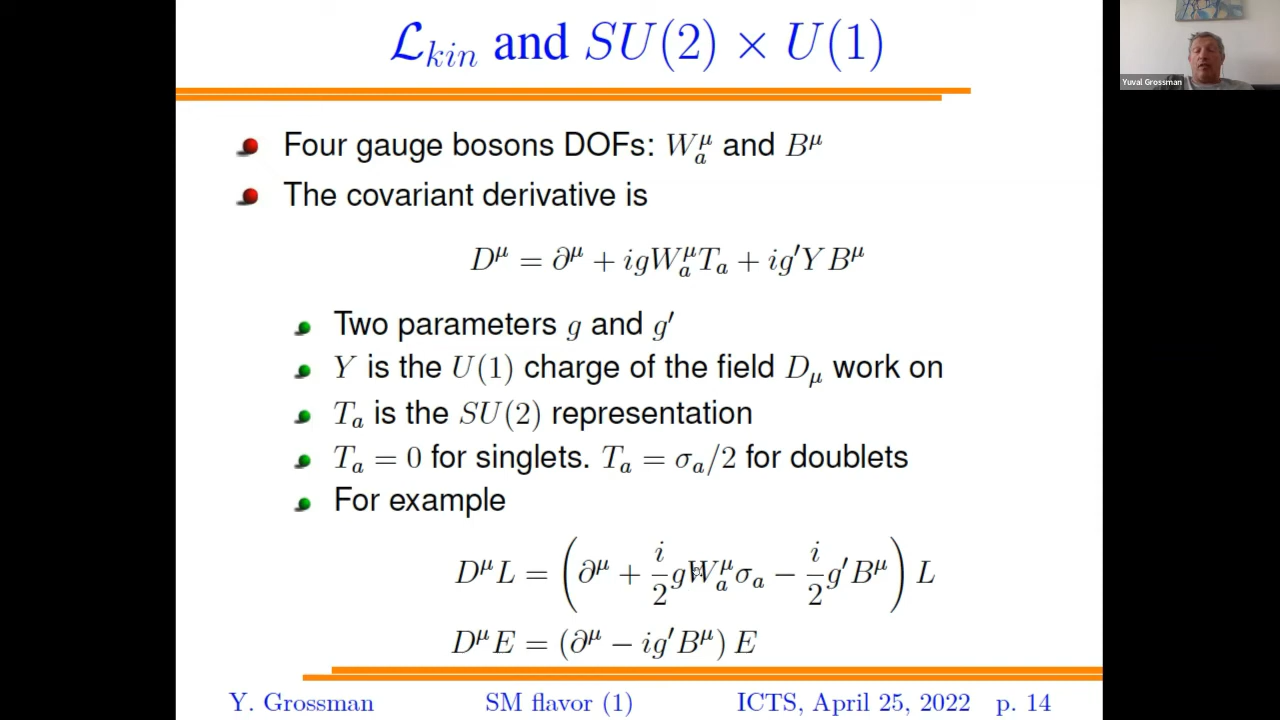 𝓛_{kin} and SU(2) × U(1)
Yuval Grossman
Four gauge bosons DOFs: W_a^μ and B^μ
The covariant derivative is
D^μ = ∂^μ + igW_a^μ T_a + ig′Y B^μ
Two parameters g and g′
Y is the U(1) charge of the field D_μ work on
T_a is the SU(2) representation
T_a = 0 for singlets. T_a = σ_a/2 for doublets
For example
D^μ L = (∂^μ + i/2 gW_a^μ σ_a − i/2 g′B^μ) L
D^μ E = (∂^μ − ig′B^μ) E
Y. Grossman SM flavor (1) ICTS, April 25, 2022 p. 14